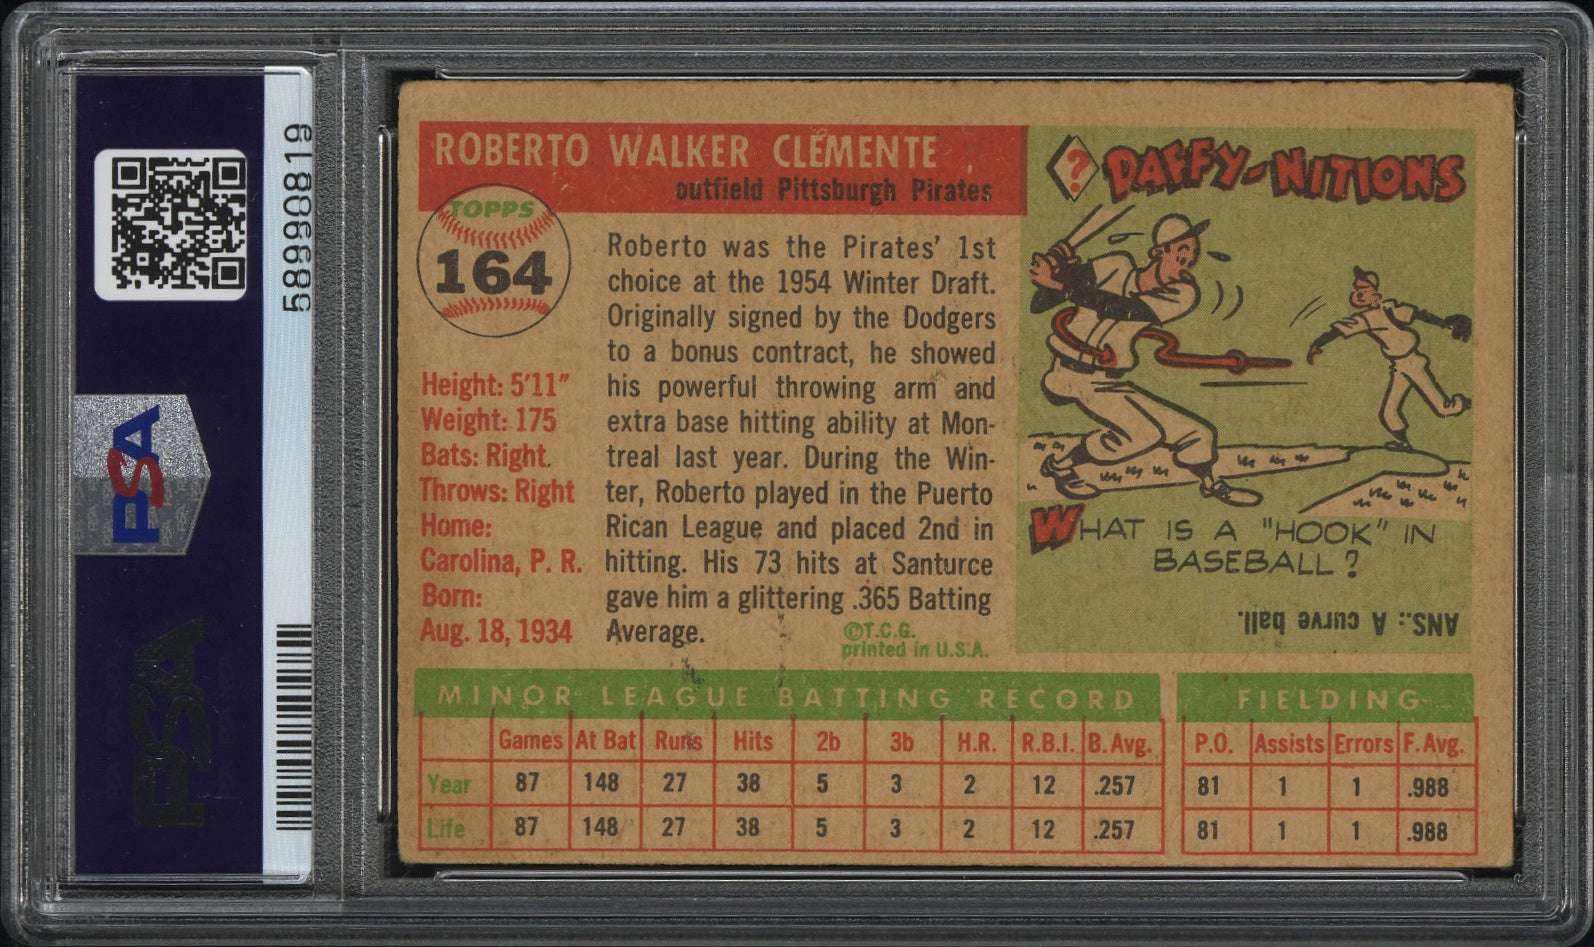 58990819
PSA
PSA
ROBERTO WALKER CLEMENTE
outfield Pittsburgh Pirates
TOPPS
164
Height: 5'11"
Weight: 175
Bats: Right
Throws: Right
Home:
Carolina, P. R.
Born:
Aug. 18, 1934
Roberto was the Pirates' 1st
choice at the 1954 Winter Draft.
Originally signed by the Dodgers
to a bonus contract, he showed
his powerful throwing arm and
extra base hitting ability at Mon-
treal last year. During the Win-
ter, Roberto played in the Puerto
Rican League and placed 2nd in
hitting. His 73 hits at Santurce
gave him a glittering .365 Batting
Average.
©T.C.G.
printed in U.S.A.
? DAFFY-NITIONS
WHAT IS A "HOOK" IN
BASEBALL?
ANS.: A curve ball.
MINOR LEAGUE BATTING RECORD
Games At Bat Runs Hits 2b 3b H.R. R.B.I. B. Avg.
Year 87 148 27 38 5 3 2 12 .257
Life 87 148 27 38 5 3 2 12 .257
FIELDING
P.O. Assists Errors F. Avg.
81 1 1 .988
81 1 1 .988